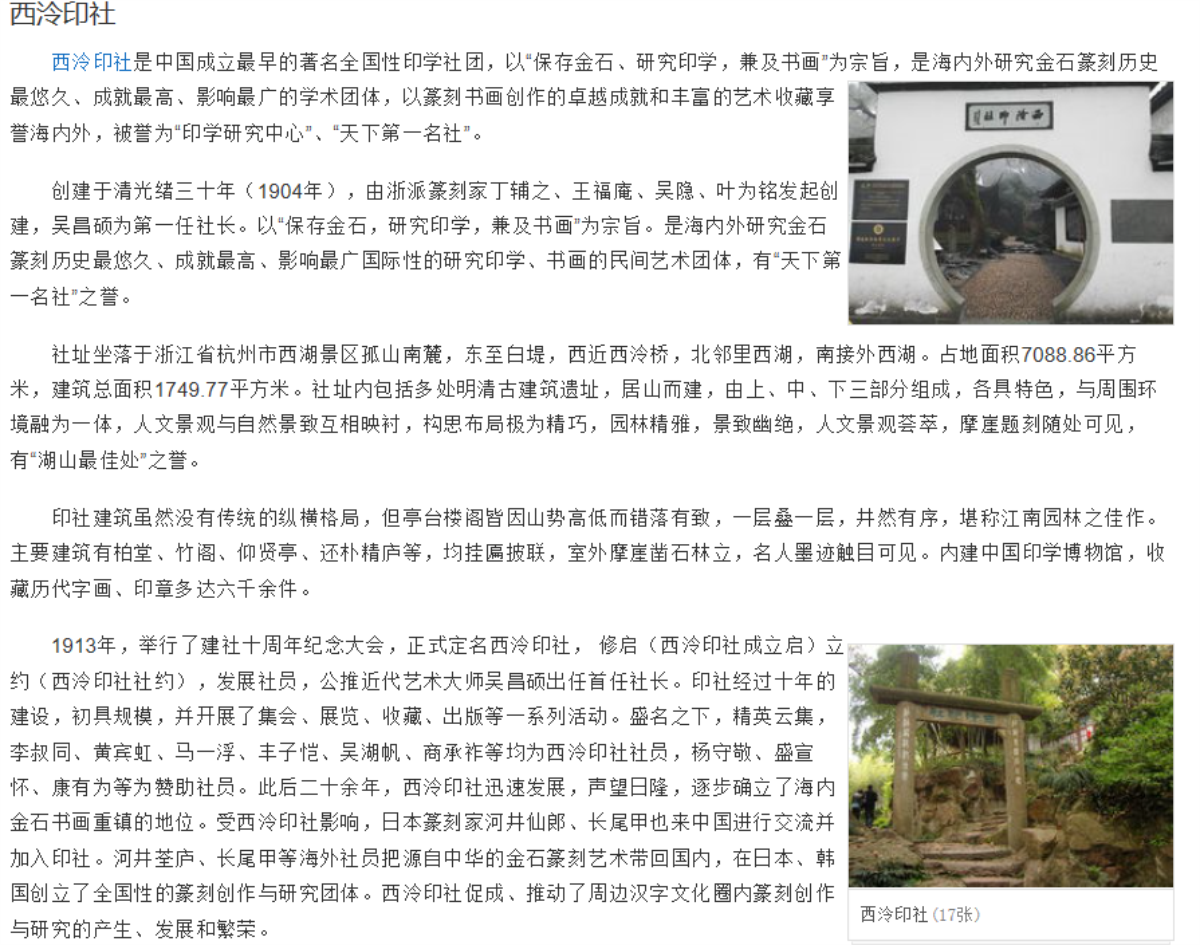 西泠印社
西泠印社是中国成立最早的著名全国性印学社团，以“保存金石、研究印学，兼及书画”为宗旨，是海内外研究金石篆刻历史
最悠久、成就最高、影响最广的学术团体，以篆刻书画创作的卓越成就和丰富的艺术收藏享
誉海内外，被誉为“印学研究中心”、“天下第一名社”。
创建于清光绪三十年（1904年），由浙派篆刻家丁辅之、王福庵、吴隐、叶为铭发起创
建，吴昌硕为第一任社长。以“保存金石，研究印学，兼及书画”为宗旨。是海内外研究金石
篆刻历史最悠久、成就最高、影响最广国际性的研究印学、书画的民间艺术团体，有“天下第
一名社”之誉。
社址坐落于浙江省杭州市西湖景区孤山南麓，东至白堤，西近西泠桥，北邻里西湖，南接外西湖。占地面积7088.86平方
米，建筑总面积1749.77平方米。社址内包括多处明清古建筑遗址，居山而建，由上、中、下三部分组成，各具特色，与周围环
境融为一体，人文景观与自然景致互相映衬，构思布局极为精巧，园林精雅，景致幽绝，人文景观荟萃，摩崖题刻随处可见，
有“湖山最佳处”之誉。
印社建筑虽然没有传统的纵横格局，但亭台楼阁皆因山势高低而错落有致，一层叠一层，井然有序，堪称江南园林之佳作。
主要建筑有柏堂、竹阁、仰贤亭、还朴精庐等，均挂匾披联，室外摩崖凿石林立，名人墨迹触目可见。内建中国印学博物馆，收
藏历代字画、印章多达六千余件。
1913年，举行了建社十周年纪念大会，正式定名西泠印社， 修启（西泠印社成立启）立
约（西泠印社社约），发展社员，公推近代艺术大师吴昌硕出任首任社长。印社经过十年的
建设，初具规模，并开展了集会、展览、收藏、出版等一系列活动。盛名之下，精英云集，
李叔同、黄宾虹、马一浮、丰子恺、吴湖帆、商承祚等均为西泠印社社员，杨守敬、盛宣
怀、康有为等为赞助社员。此后二十余年，西泠印社迅速发展，声望日隆，逐步确立了海内
金石书画重镇的地位。受西泠印社影响，日本篆刻家河井仙郎、长尾甲也来中国进行交流并
加入印社。河井荃庐、长尾甲等海外社员把源自中华的金石篆刻艺术带回国内，在日本、韩
国创立了全国性的篆刻创作与研究团体。西泠印社促成、推动了周边汉字文化圈内篆刻创作
与研究的产生、发展和繁荣。
西泠印社(17张)